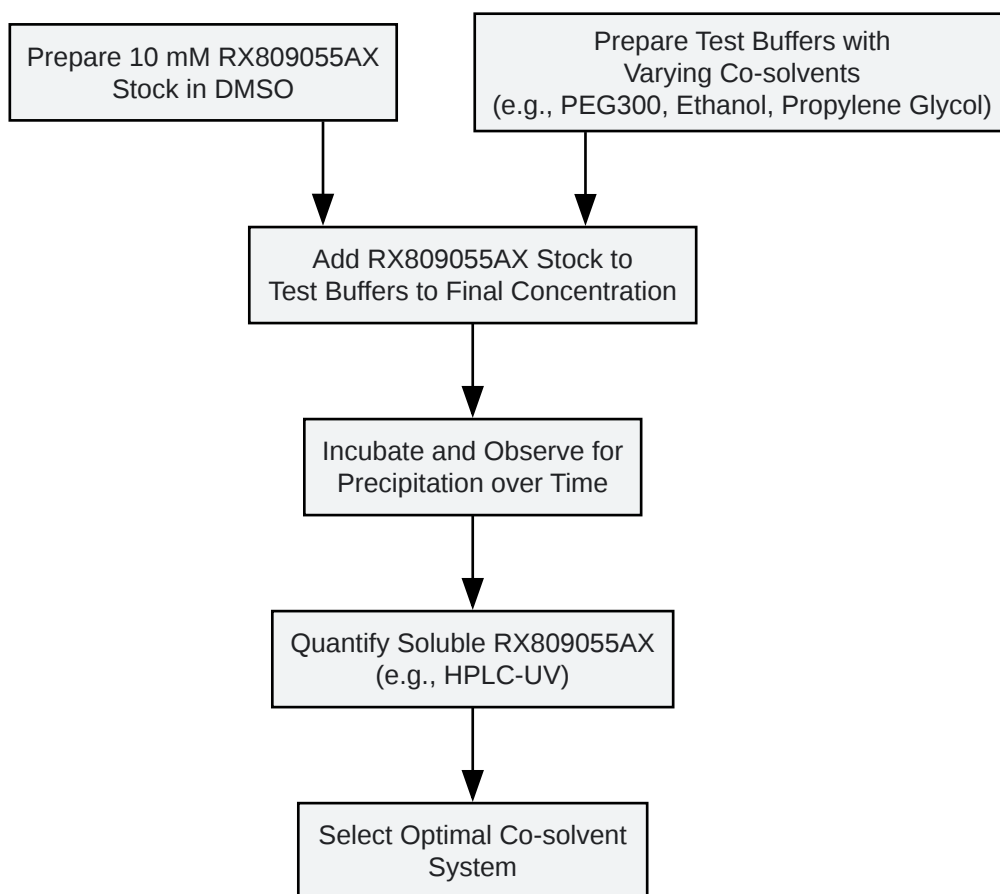 Prepare 10 mM RX809055AX
Stock in DMSO
Prepare Test Buffers with
Varying Co-solvents
(e.g., PEG300, Ethanol, Propylene Glycol)
Add RX809055AX Stock to
Test Buffers to Final Concentration
Incubate and Observe for
Precipitation over Time
Quantify Soluble RX809055AX
(e.g., HPLC-UV)
Select Optimal Co-solvent
System